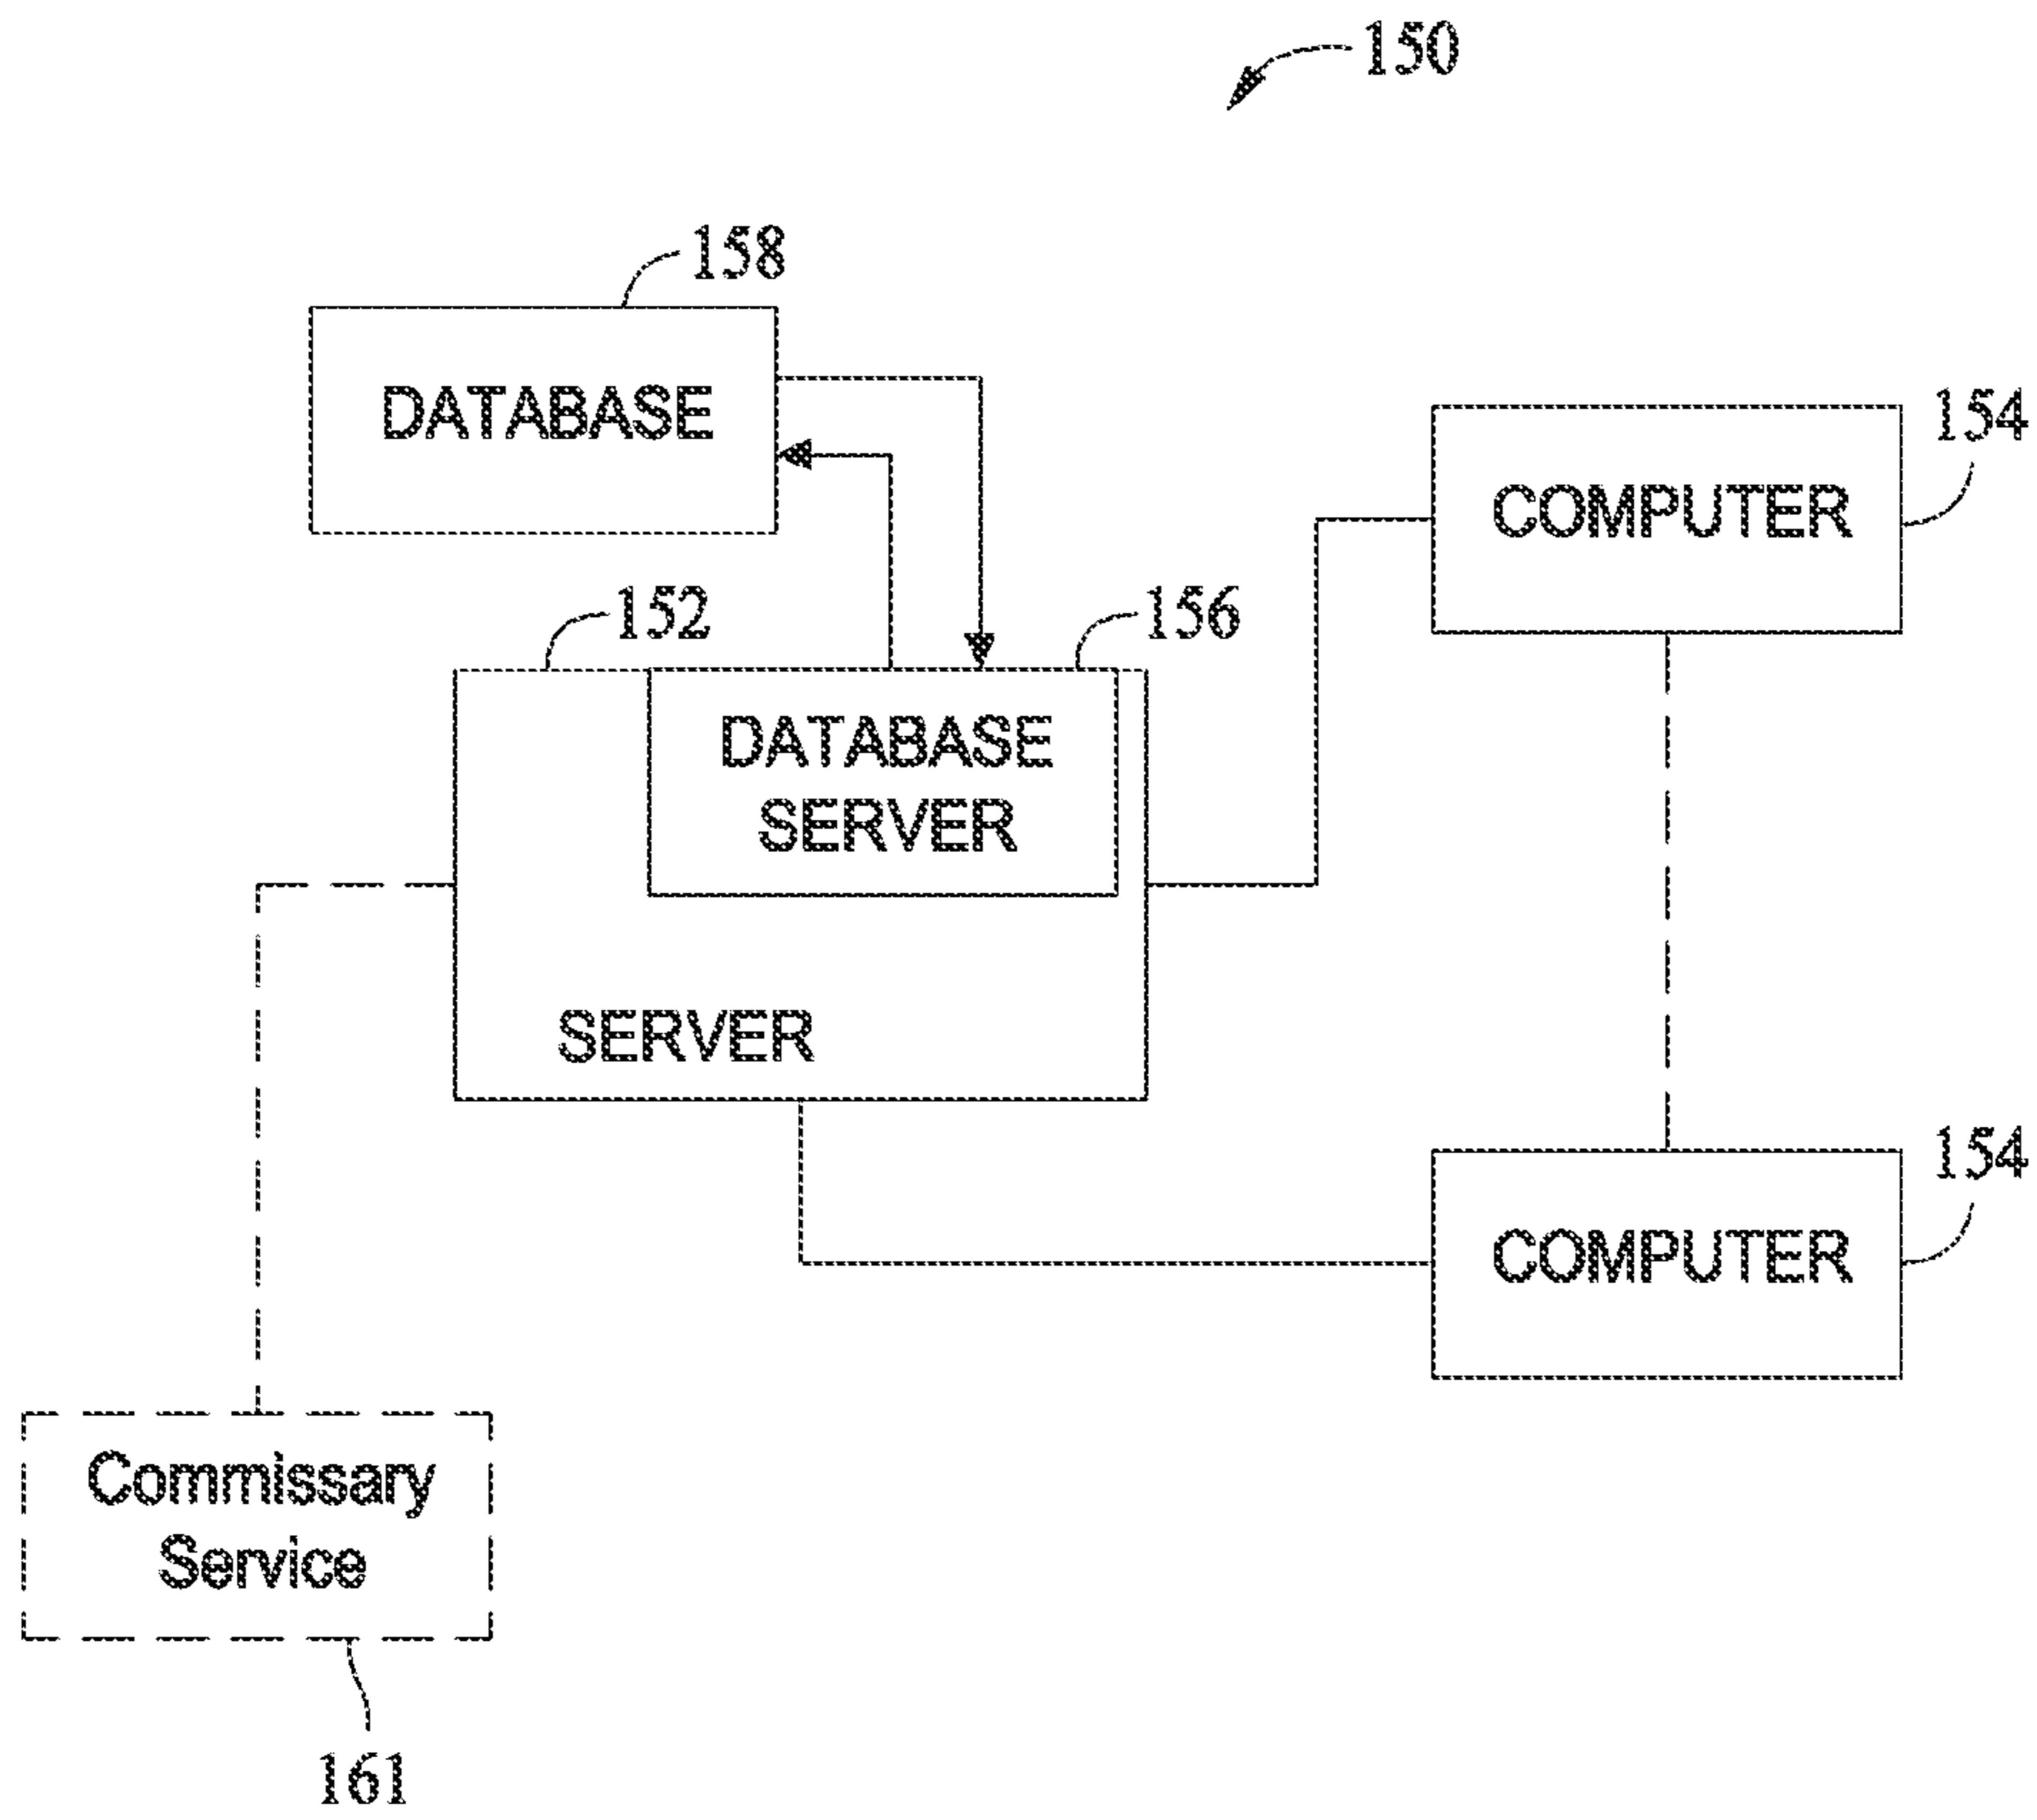 150
158
DATABASE
154
COMPUTER
152
156
DATABASE
SERVER
SERVER
154
COMPUTER
Commissary
Service
161